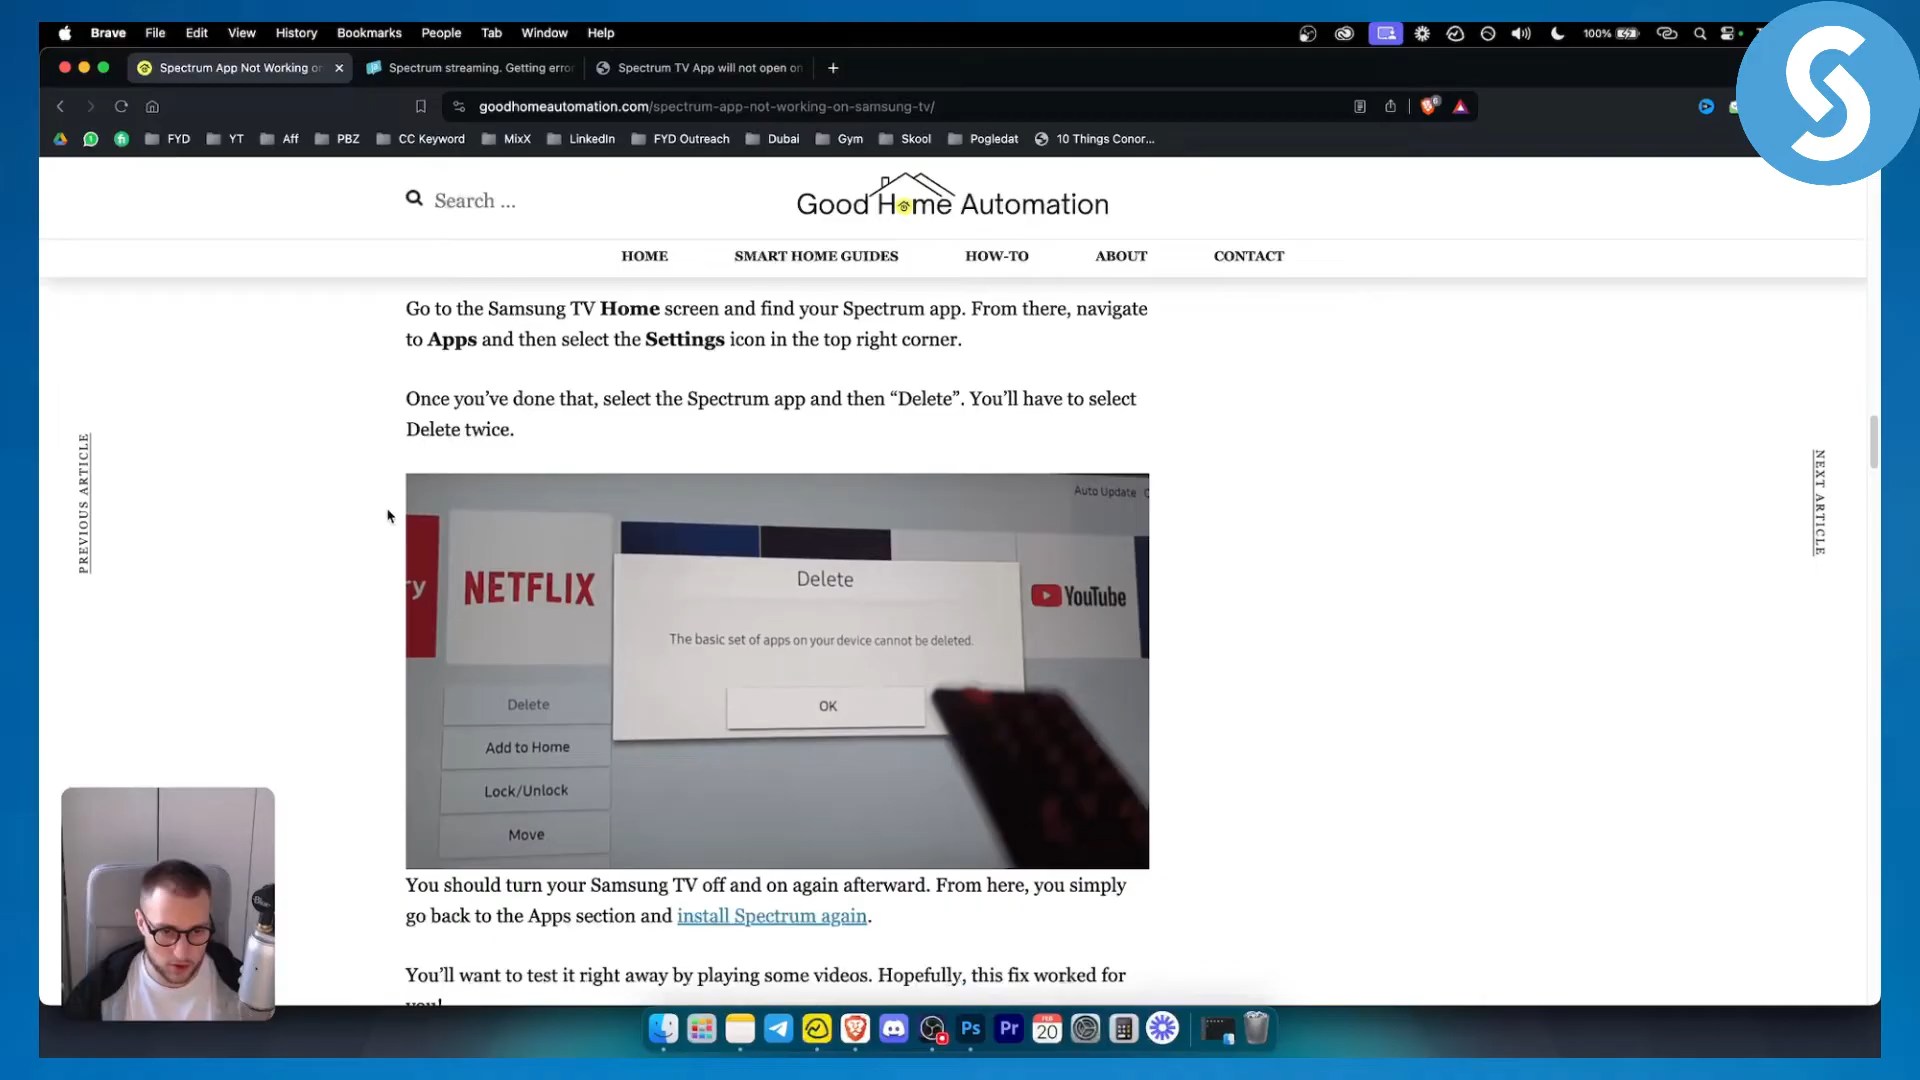 Brave File Edit View History Bookmarks People Tab Window Help 100%
Spectrum App Not Working o Spectrum streaming. Getting erro Spectrum TV App will not open on
goodhomeautomation.com/spectrum-app-not-working-on-samsung-tv/
FYD YT Aff PBZ CC Keyword MixX LinkedIn FYD Outreach Dubai Gym Skool Pogledat 10 Things Conor...
Search ...
Good Home Automation
HOME SMART HOME GUIDES HOW-TO ABOUT CONTACT
Go to the Samsung TV Home screen and find your Spectrum app. From there, navigate
to Apps and then select the Settings icon in the top right corner.
Once you’ve done that, select the Spectrum app and then “Delete”. You’ll have to select
Delete twice.
PREVIOUS ARTICLE
NEXT ARTICLE
Auto Update
ry
NETFLIX
YouTube
Delete
The basic set of apps on your device cannot be deleted.
OK
Delete
Add to Home
Lock/Unlock
Move
You should turn your Samsung TV off and on again afterward. From here, you simply
go back to the Apps section and install Spectrum again.
You’ll want to test it right away by playing some videos. Hopefully, this fix worked for
you!
Blue
Ps Pr FEB 20